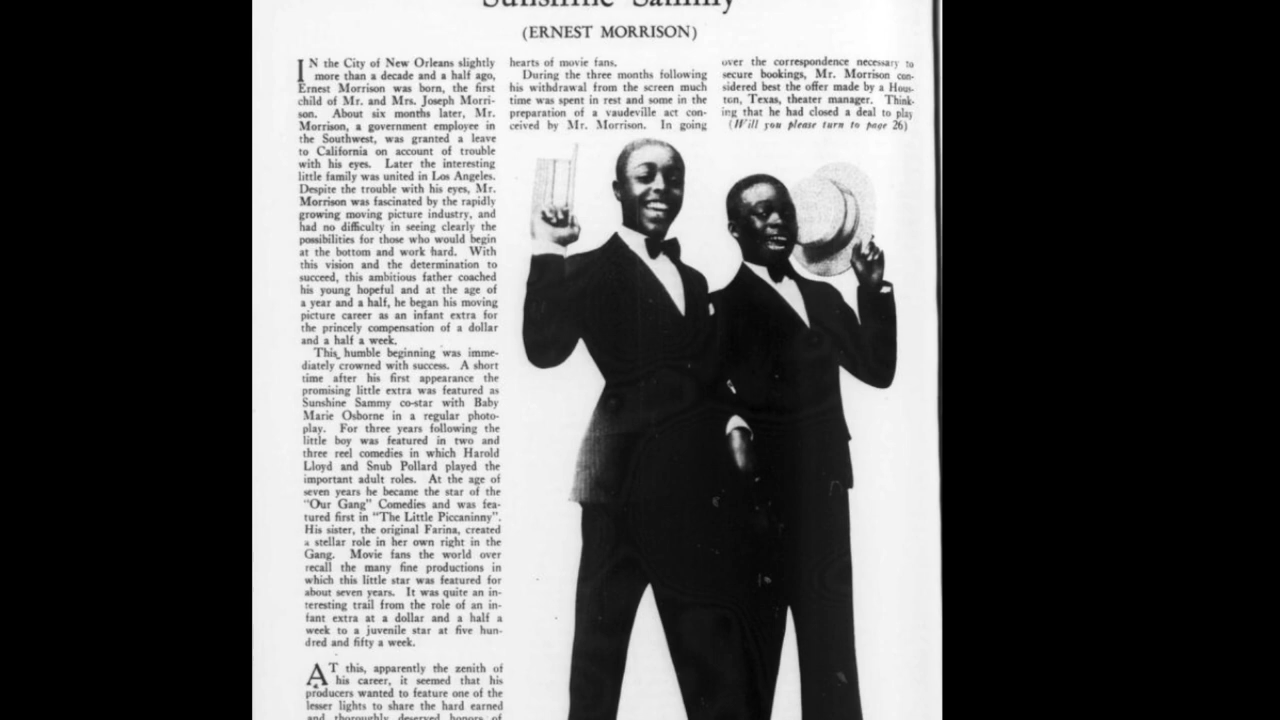 Sunshine Sammy
(ERNEST MORRISON)
IN the City of New Orleans slightly
more than a decade and a half ago,
Ernest Morrison was born, the first
child of Mr. and Mrs. Joseph Morri-
son. About six months later, Mr.
Morrison, a government employee in
the Southwest, was granted a leave
to California on account of trouble
with his eyes. Later the interesting
little family was united in Los Angeles.
Despite the trouble with his eyes, Mr.
Morrison was fascinated by the rapidly
growing moving picture industry, and
had no difficulty in seeing clearly the
possibilities for those who would begin
at the bottom and work hard. With
this vision and the determination to
succeed, this ambitious father coached
his young hopeful and at the age of
a year and a half, he began his moving
picture career as an infant extra for
the princely compensation of a dollar
and a half a week.
This humble beginning was imme-
diately crowned with success. A short
time after his first appearance the
promising little extra was featured as
Sunshine Sammy co-star with Baby
Marie Osborne in a regular photo-
play. For three years following the
little boy was featured in two and
three reel comedies in which Harold
Lloyd and Snub Pollard played the
important adult roles. At the age of
seven years he became the star of the
"Our Gang" Comedies and was fea-
tured first in "The Little Piccaninny".
His sister, the original Farina, created
a stellar role in her own right in the
Gang. Movie fans the world over
recall the many fine productions in
which this little star was featured for
about seven years. It was quite an in-
teresting trail from the role of an in-
fant extra at a dollar and a half a
week to a juvenile star at five hun-
dred and fifty a week.
AT this, apparently the zenith of
his career, it seemed that his
producers wanted to feature one of the
lesser lights to share the hard earned
and thoroughly deserved honors of
hearts of movie fans.
During the three months following
his withdrawal from the screen much
time was spent in rest and some in the
preparation of a vaudeville act con-
ceived by Mr. Morrison. In going
over the correspondence necessary to
secure bookings, Mr. Morrison con-
sidered best the offer made by a Hous-
ton, Texas, theater manager. Think-
ing that he had closed a deal to play
(Will you please turn to page 26)